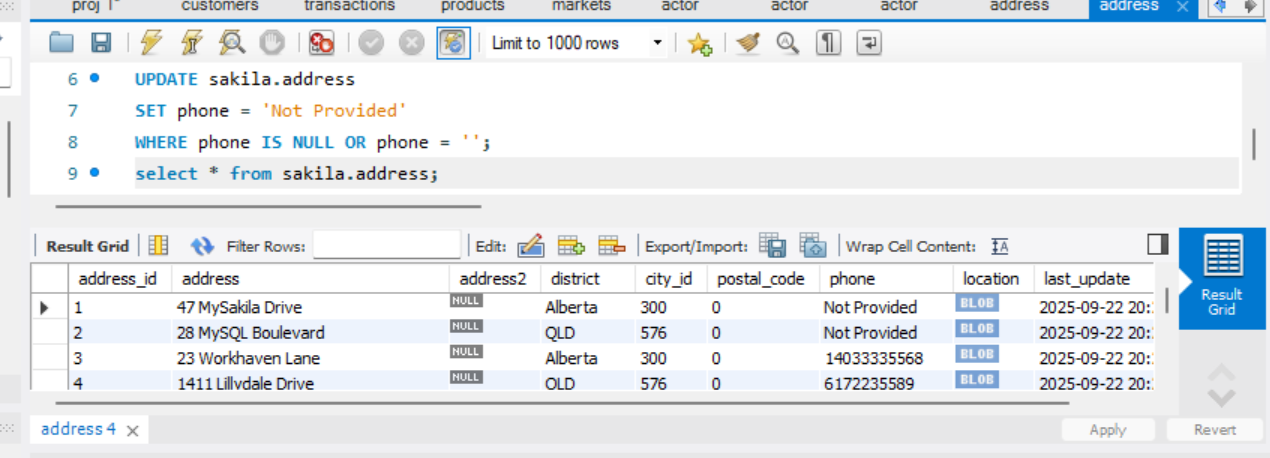 proj 1 customers transactions products markets actor actor actor address address
Limit to 1000 rows
6 UPDATE sakila.address
7 SET phone = 'Not Provided'
8 WHERE phone IS NULL OR phone = '';
9 select * from sakila.address;
Result Grid Filter Rows: Edit: Export/Import: Wrap Cell Content: IA
address_id address address2 district city_id postal_code phone location last_update
1 47 MySakila Drive NULL Alberta 300 0 Not Provided BLOB 2025-09-22 20:
2 28 MySQL Boulevard NULL QLD 576 0 Not Provided BLOB 2025-09-22 20:
3 23 Workhaven Lane NULL Alberta 300 0 14033335568 BLOB 2025-09-22 20:
4 1411 Lillydale Drive NULL QLD 576 0 6172235589 BLOB 2025-09-22 20:
Result
Grid
address 4 Apply Revert